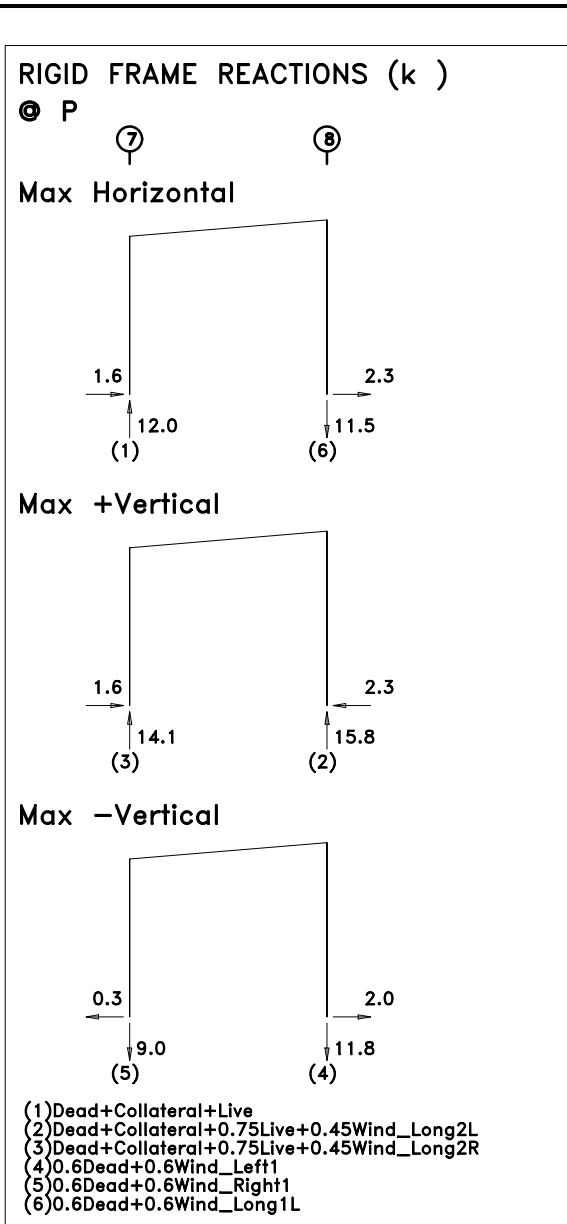 RIGID FRAME REACTIONS (k )
@ P
7 8
Max Horizontal
1.6 2.3
12.0 11.5
(1) (6)
Max +Vertical
1.6 2.3
14.1 15.8
(3) (2)
Max -Vertical
0.3 2.0
9.0 11.8
(5) (4)
(1)Dead+Collateral+Live
(2)Dead+Collateral+0.75Live+0.45Wind_Long2L
(3)Dead+Collateral+0.75Live+0.45Wind_Long2R
(4)0.6Dead+0.6Wind_Left1
(5)0.6Dead+0.6Wind_Right1
(6)0.6Dead+0.6Wind_Long1L